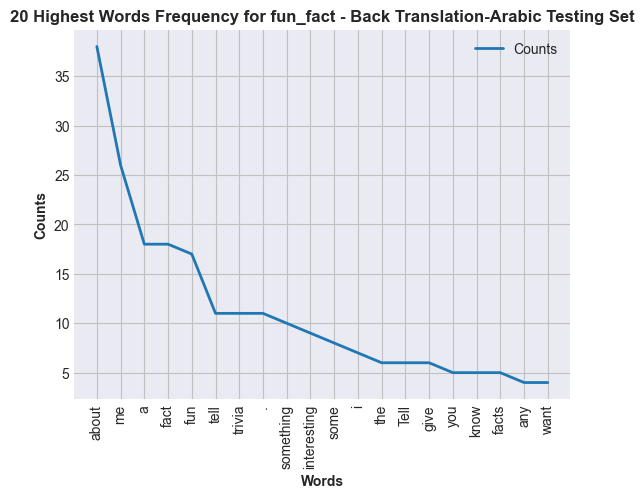 20 Highest Words Frequency for fun_fact - Back Translation-Arabic Testing Set
Counts
Counts
35
30
25
20
15
10
5
about
me
a
fact
fun
tell
trivia
.
something
interesting
some
i
the
Tell
give
you
know
facts
any
want
Words